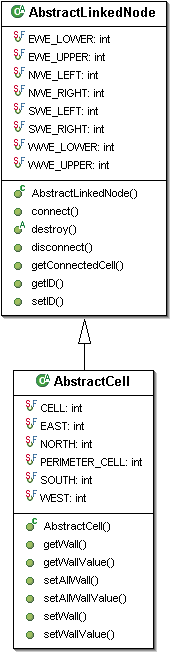 AbstractLinkedNode
EWE_LOWER: int
EWE_UPPER: int
NWE_LEFT: int
NWE_RIGHT: int
SWE_LEFT: int
SWE_RIGHT: int
WWE_LOWER: int
WWE_UPPER: int
AbstractLinkedNode()
connect()
destroy()
disconnect()
getConnectedCell()
getID()
setID()
AbstractCell
CELL: int
EAST: int
NORTH: int
PERIMETER_CELL: int
SOUTH: int
WEST: int
AbstractCell()
getWall()
getWallValue()
setAllWall()
setAllWallValue()
setWall()
setWallValue()